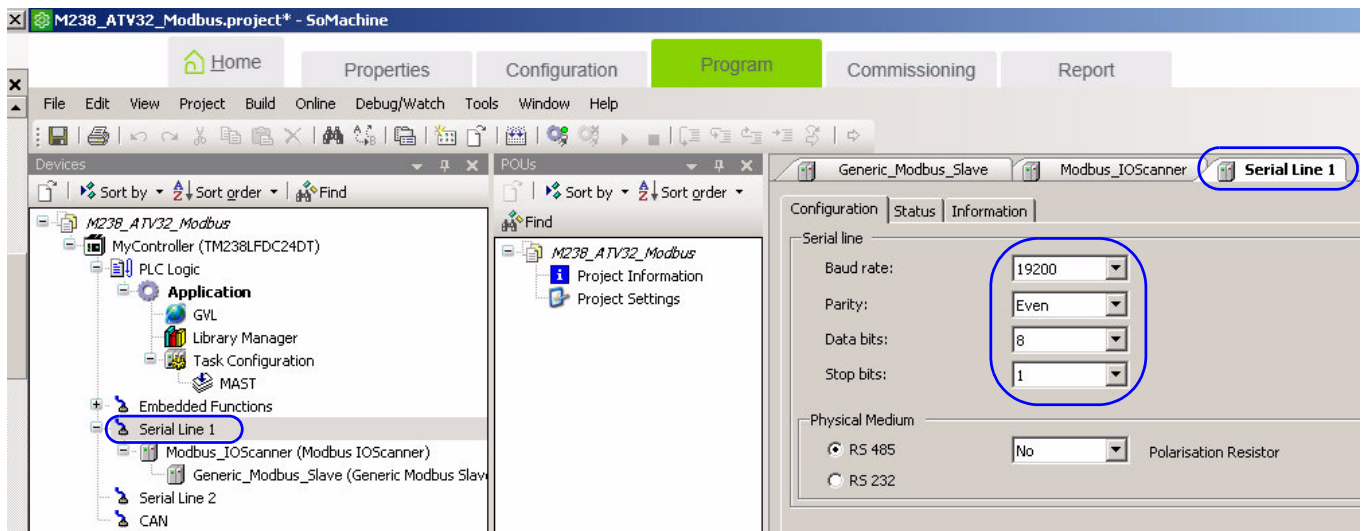 M238_ATV32_Modbus.project* - SoMachine
Home Properties Configuration Program Commissioning Report
File Edit View Project Build Online Debug/Watch Tools Window Help
Devices
Sort by Sort order Find
M238_ATV32_Modbus
MyController (TM238LFDC24DT)
PLC Logic
Application
GVL
Library Manager
Task Configuration
MAST
Embedded Functions
Serial Line 1
Modbus_IOScanner (Modbus IOScanner)
Generic_Modbus_Slave (Generic Modbus Slav
Serial Line 2
CAN
POUs
Sort by Sort order
Find
M238_ATV32_Modbus
Project Information
Project Settings
Generic_Modbus_Slave Modbus_IOScanner Serial Line 1
Configuration Status Information
Serial line
Baud rate: 19200
Parity: Even
Data bits: 8
Stop bits: 1
Physical Medium
RS 485 No Polarisation Resistor
RS 232